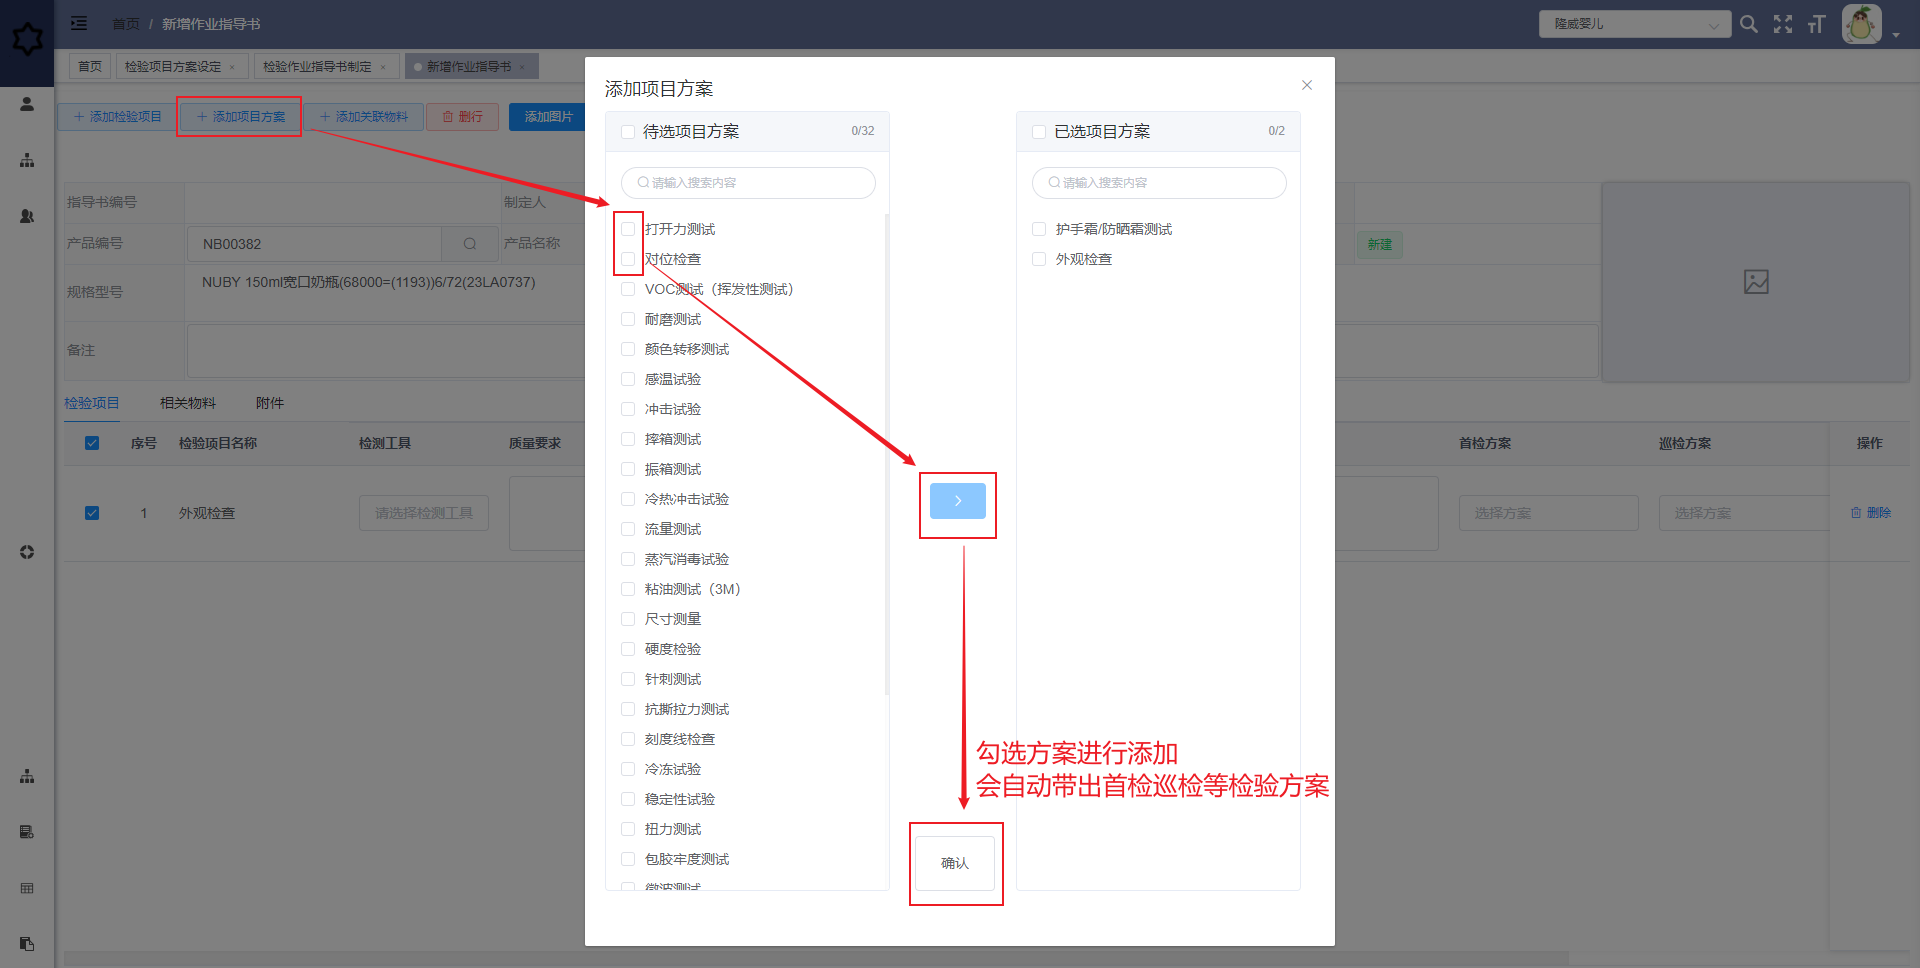 首页 / 新增作业指导书
隆威婴儿
首页
检验项目方案设定 ×
检验作业指导书制定 ×
新增作业指导书 ×
+ 添加检验项目
+ 添加项目方案
+ 添加关联物料
删行
添加图片
指导书编号
制定人
产品编号
NB00382
产品名称
新建
规格型号
NUBY 150ml宽口奶瓶(68000=(1193))6/72(23LA0737)
备注
检验项目
相关物料
附件
序号
检验项目名称
检测工具
质量要求
首检方案
巡检方案
操作
1
外观检查
请选择检测工具
选择方案
选择方案
删除
添加项目方案
待选项目方案
0/32
请输入搜索内容
打开力测试
对位检查
VOC测试（挥发性测试）
耐磨测试
颜色转移测试
感温试验
冲击试验
摔箱测试
振箱测试
冷热冲击试验
流量测试
蒸汽消毒试验
粘油测试（3M）
尺寸测量
硬度检验
针刺测试
抗撕拉力测试
刻度线检查
冷冻试验
稳定性试验
扭力测试
包胶牢度测试
微波测试
已选项目方案
0/2
请输入搜索内容
护手霜/防晒霜测试
外观检查
勾选方案进行添加
会自动带出首检巡检等检验方案
确认